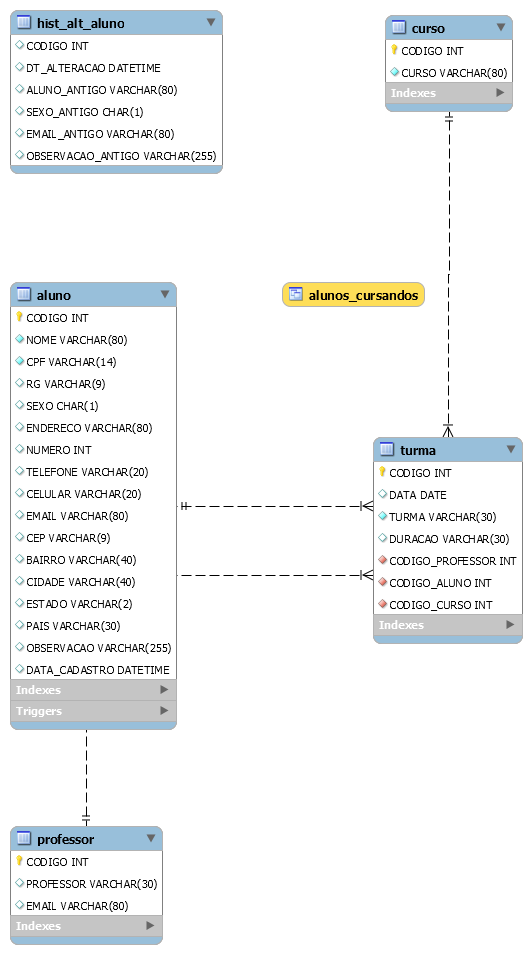 hist_alt_aluno
CODIGO INT
DT_ALTERACAO DATETIME
ALUNO_ANTIGO VARCHAR(80)
SEXO_ANTIGO CHAR(1)
EMAIL_ANTIGO VARCHAR(80)
OBSERVACAO_ANTIGO VARCHAR(255)
curso
CODIGO INT
CURSO VARCHAR(80)
Indexes
aluno
CODIGO INT
NOME VARCHAR(80)
CPF VARCHAR(14)
RG VARCHAR(9)
SEXO CHAR(1)
ENDERECO VARCHAR(80)
NUMERO INT
TELEFONE VARCHAR(20)
CELULAR VARCHAR(20)
EMAIL VARCHAR(80)
CEP VARCHAR(9)
BAIRRO VARCHAR(40)
CIDADE VARCHAR(40)
ESTADO VARCHAR(2)
PAIS VARCHAR(30)
OBSERVACAO VARCHAR(255)
DATA_CADASTRO DATETIME
Indexes
Triggers
alunos_cursandos
turma
CODIGO INT
DATA DATE
TURMA VARCHAR(30)
DURACAO VARCHAR(30)
CODIGO_PROFESSOR INT
CODIGO_ALUNO INT
CODIGO_CURSO INT
Indexes
professor
CODIGO INT
PROFESSOR VARCHAR(30)
EMAIL VARCHAR(80)
Indexes